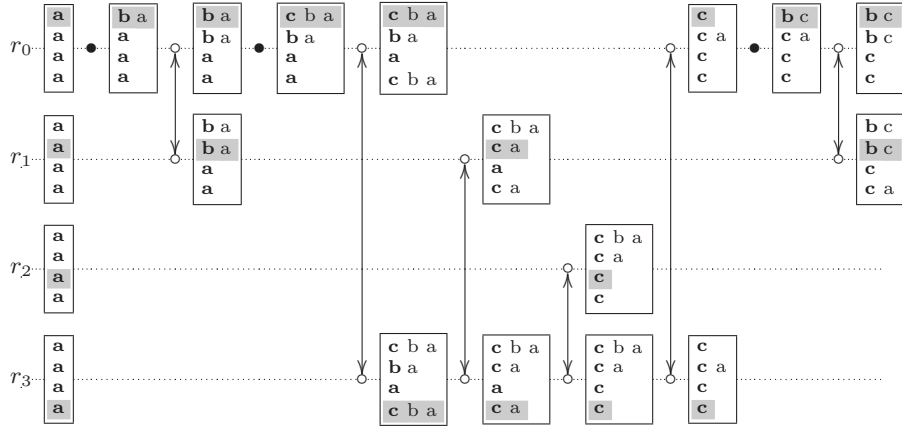 a b a b a c b a c b a c b c b c
a a b a b a b a c a c a b c
r₀
a a a a a c c c
a a a a c b a c c c
a b a c b a b c
a b a c a b c
r₁
a a a c
a a c a c a
a c b a
a c a
r₂
a c
a c
a c b a c b a c b a c
a b a c a c a c a
r₃
a a a c c
a c b a c a c c